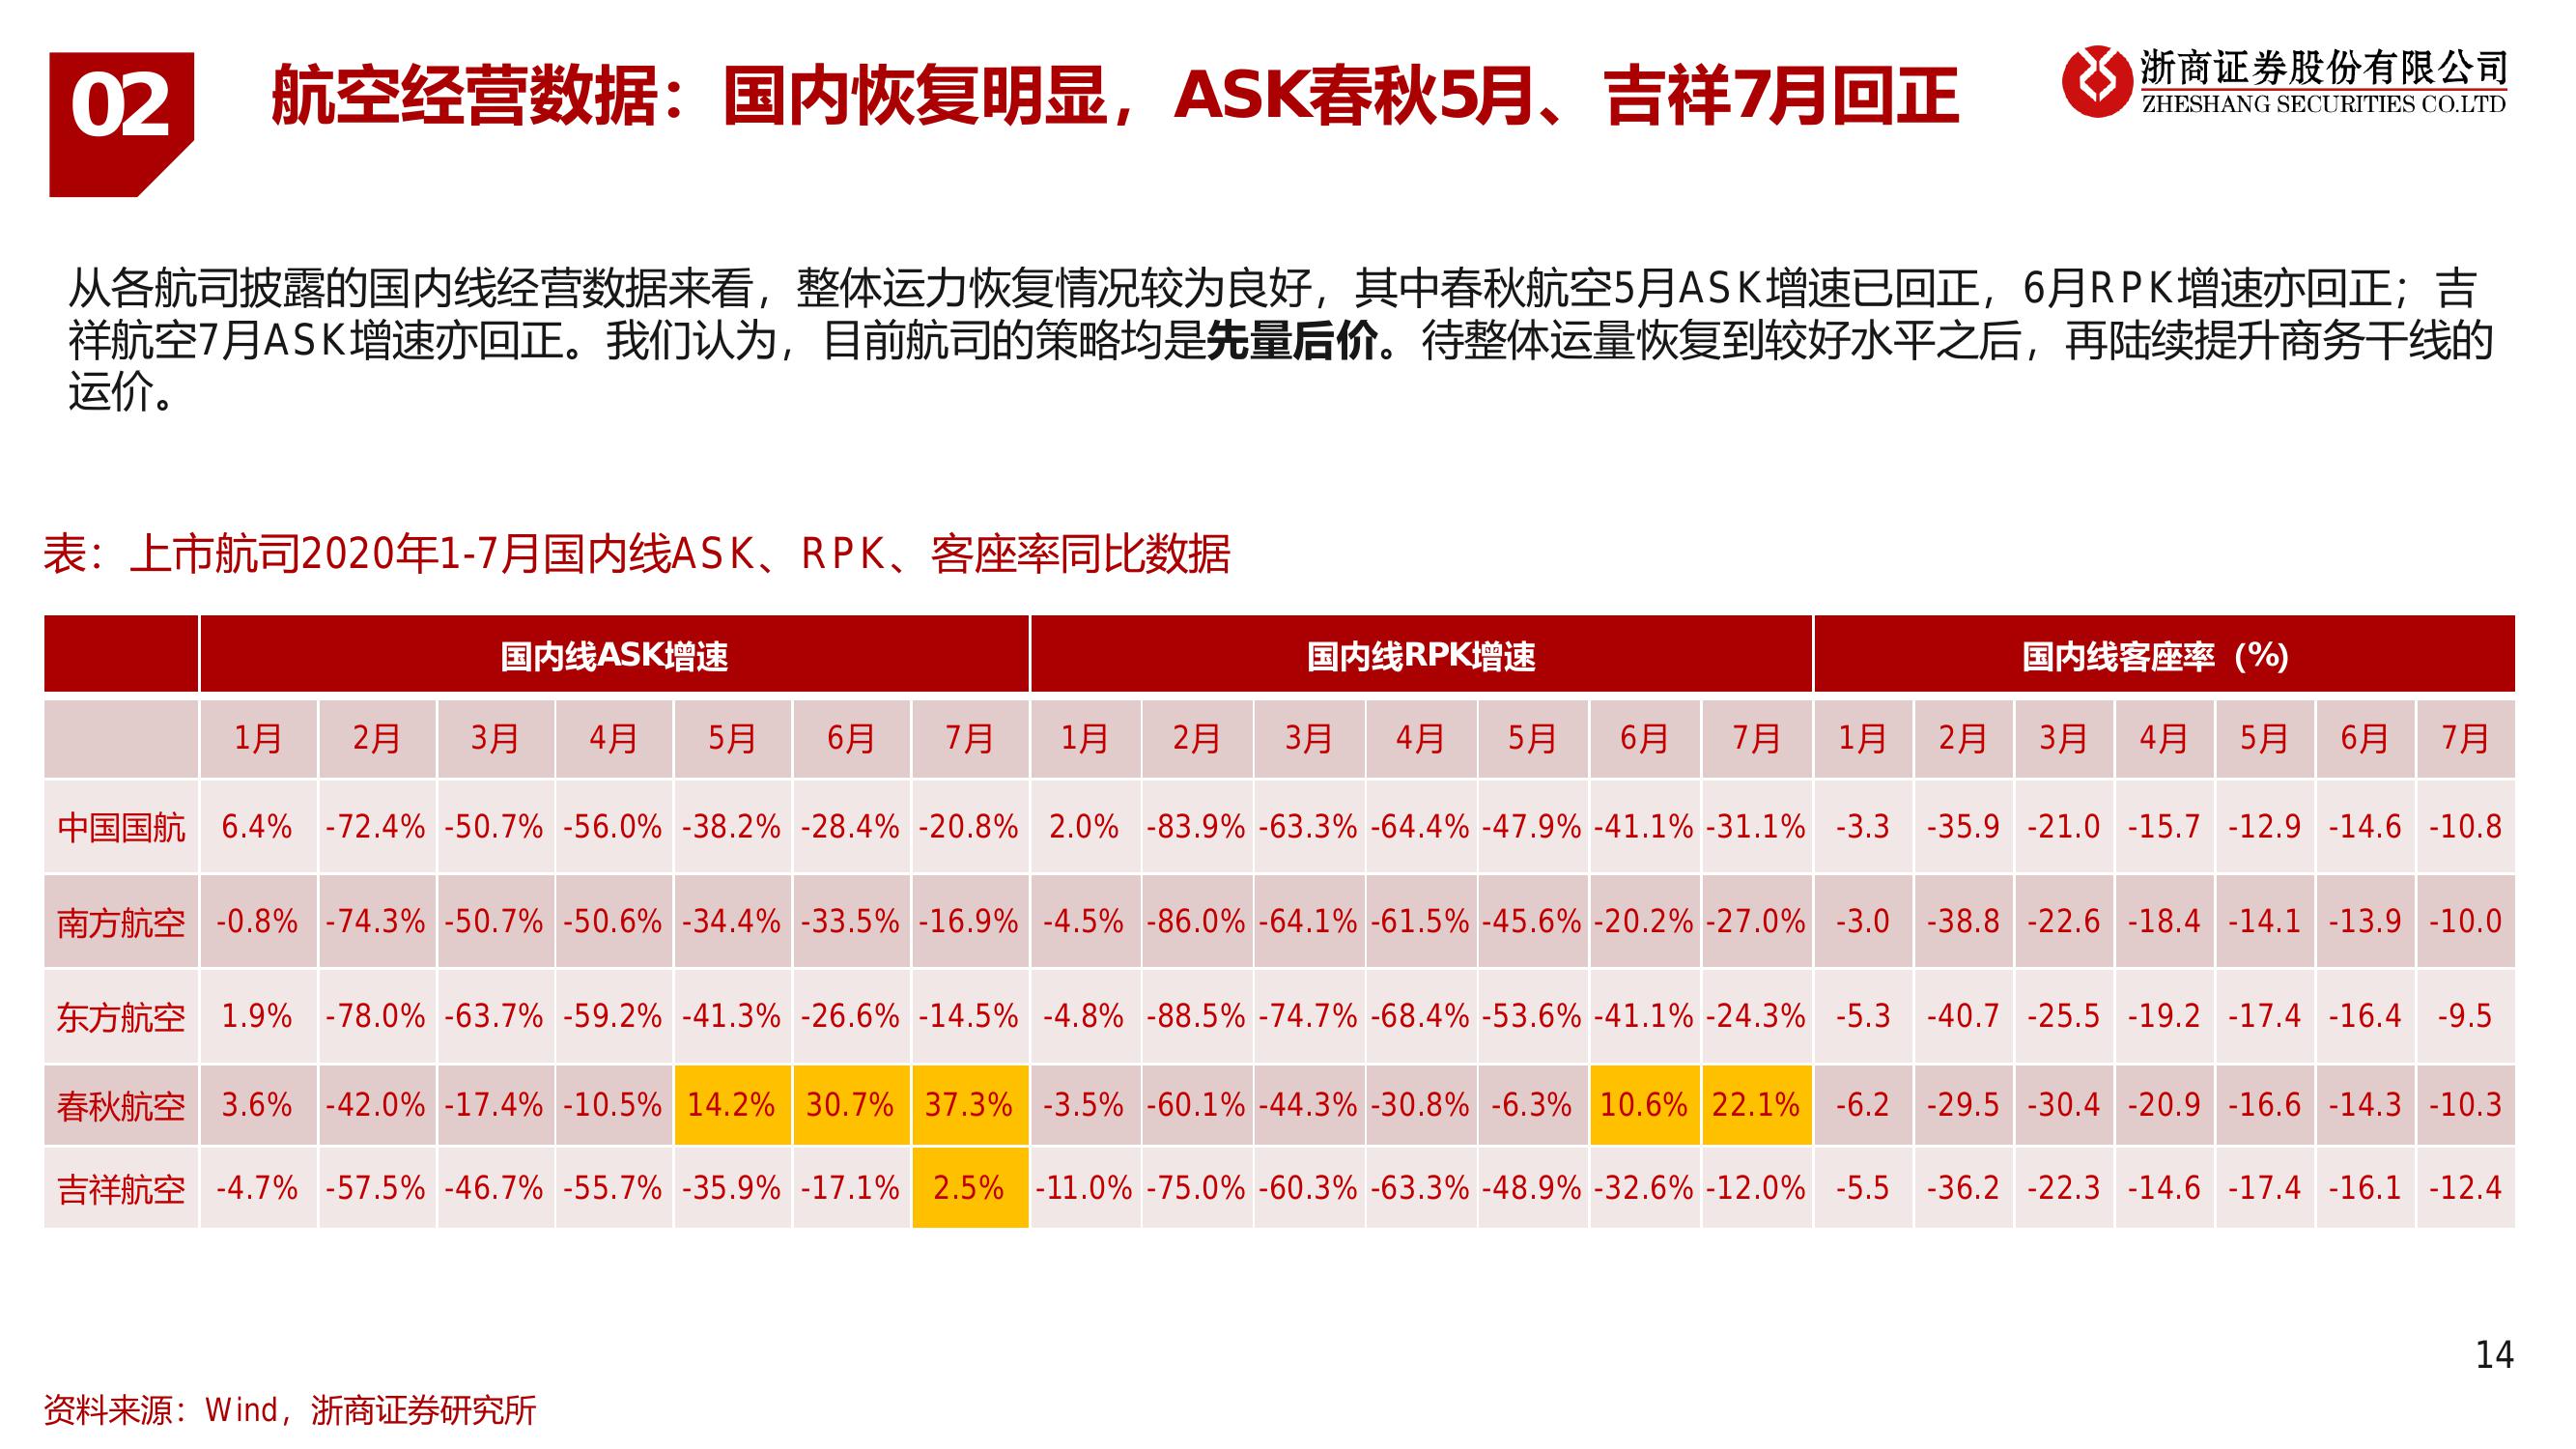 02
航空经营数据：国内恢复明显，ASK春秋5月、吉祥7月回正
浙商证券股份有限公司
ZHESHANG SECURITIES CO.LTD
从各航司披露的国内线经营数据来看，整体运力恢复情况较为良好，其中春秋航空5月ASK增速已回正，6月RPK增速亦回正；吉
祥航空7月ASK增速亦回正。我们认为，目前航司的策略均是先量后价。待整体运量恢复到较好水平之后，再陆续提升商务干线的
运价。
表：上市航司2020年1-7月国内线ASK、RPK、客座率同比数据
国内线ASK增速 国内线RPK增速 国内线客座率（%）
1月 2月 3月 4月 5月 6月 7月 1月 2月 3月 4月 5月 6月 7月 1月 2月 3月 4月 5月 6月 7月
中国国航 6.4% -72.4% -50.7% -56.0% -38.2% -28.4% -20.8% 2.0% -83.9% -63.3% -64.4% -47.9% -41.1% -31.1% -3.3 -35.9 -21.0 -15.7 -12.9 -14.6 -10.8
南方航空 -0.8% -74.3% -50.7% -50.6% -34.4% -33.5% -16.9% -4.5% -86.0% -64.1% -61.5% -45.6% -20.2% -27.0% -3.0 -38.8 -22.6 -18.4 -14.1 -13.9 -10.0
东方航空 1.9% -78.0% -63.7% -59.2% -41.3% -26.6% -14.5% -4.8% -88.5% -74.7% -68.4% -53.6% -41.1% -24.3% -5.3 -40.7 -25.5 -19.2 -17.4 -16.4 -9.5
春秋航空 3.6% -42.0% -17.4% -10.5% 14.2% 30.7% 37.3% -3.5% -60.1% -44.3% -30.8% -6.3% 10.6% 22.1% -6.2 -29.5 -30.4 -20.9 -16.6 -14.3 -10.3
吉祥航空 -4.7% -57.5% -46.7% -55.7% -35.9% -17.1% 2.5% -11.0% -75.0% -60.3% -63.3% -48.9% -32.6% -12.0% -5.5 -36.2 -22.3 -14.6 -17.4 -16.1 -12.4
14
资料来源：Wind，浙商证券研究所